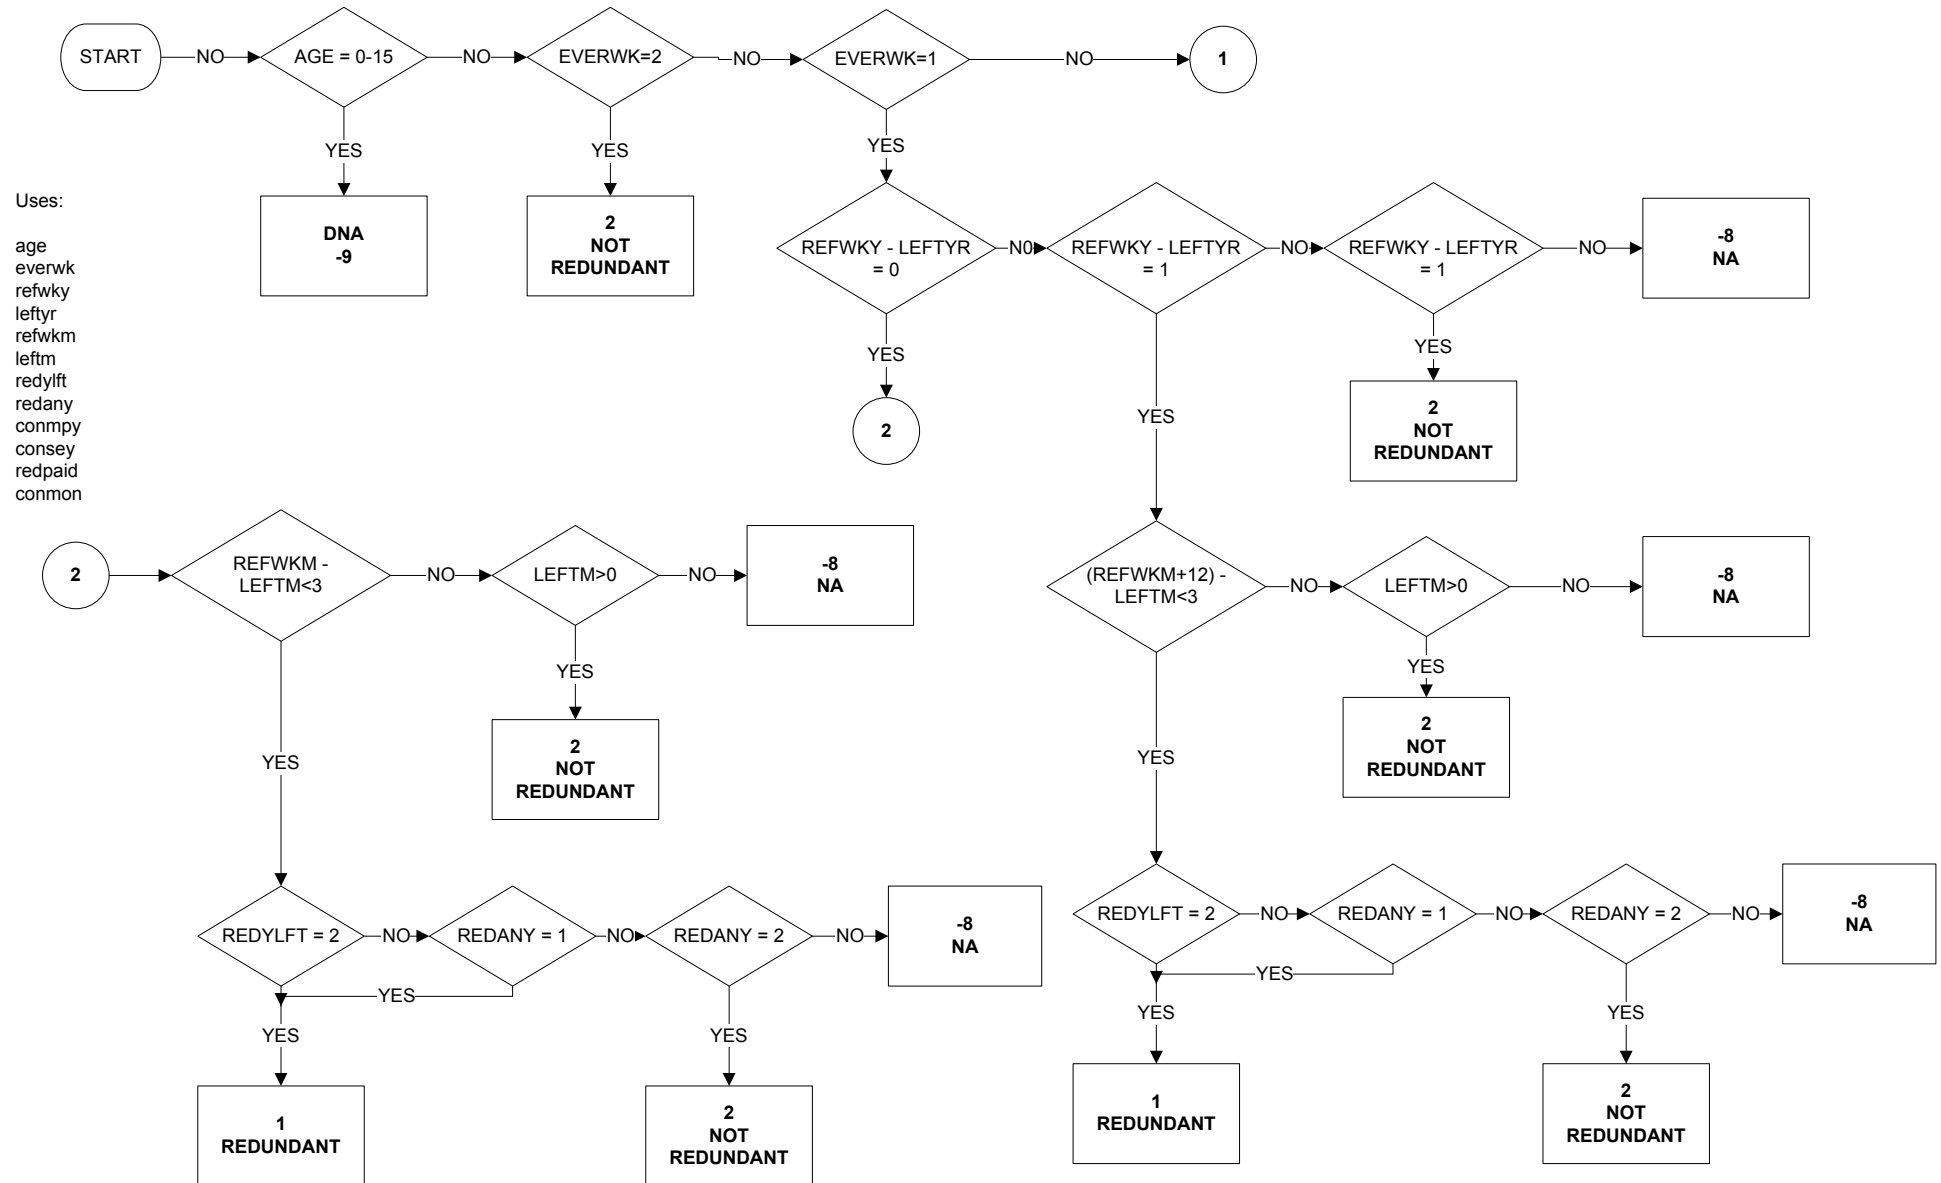 START
NO
AGE = 0-15
NO
EVERWK=2
NO
EVERWK=1
NO
1
YES
YES
YES
Uses:
age
everwk
refwky
leftyr
refwkm
leftm
redylft
redany
conmpy
consey
redpaid
conmon
DNA
-9
2
NOT
REDUNDANT
REFWKY - LEFTYR
= 0
N0
REFWKY - LEFTYR
= 1
NO
REFWKY - LEFTYR
= 1
NO
-8
NA
YES
2
YES
YES
2
NOT
REDUNDANT
2
REFWKM -
LEFTM<3
NO
LEFTM>0
NO
-8
NA
YES
2
NOT
REDUNDANT
YES
(REFWKM+12) -
LEFTM<3
NO
LEFTM>0
NO
-8
NA
YES
2
NOT
REDUNDANT
YES
REDYLFT = 2
NO
REDANY = 1
NO
REDANY = 2
NO
-8
NA
YES
YES
YES
1
REDUNDANT
2
NOT
REDUNDANT
REDYLFT = 2
NO
REDANY = 1
NO
REDANY = 2
NO
-8
NA
YES
YES
YES
1
REDUNDANT
2
NOT
REDUNDANT